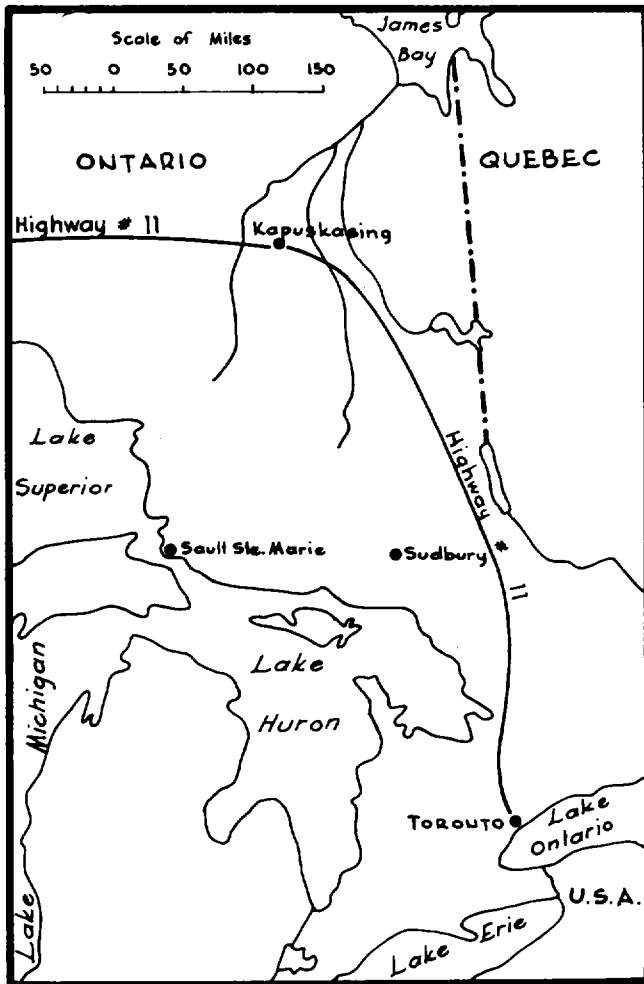 Scale of Miles
50 0 50 100 150
James
Bay
ONTARIO
QUEBEC
Highway # 11
Kapuskasing
Lake
Superior
Highway # 11
Sault Ste. Marie
Sudbury
Lake
Huron
Lake Michigan
TORONTO
Lake
Ontario
U.S.A.
Lake Erie